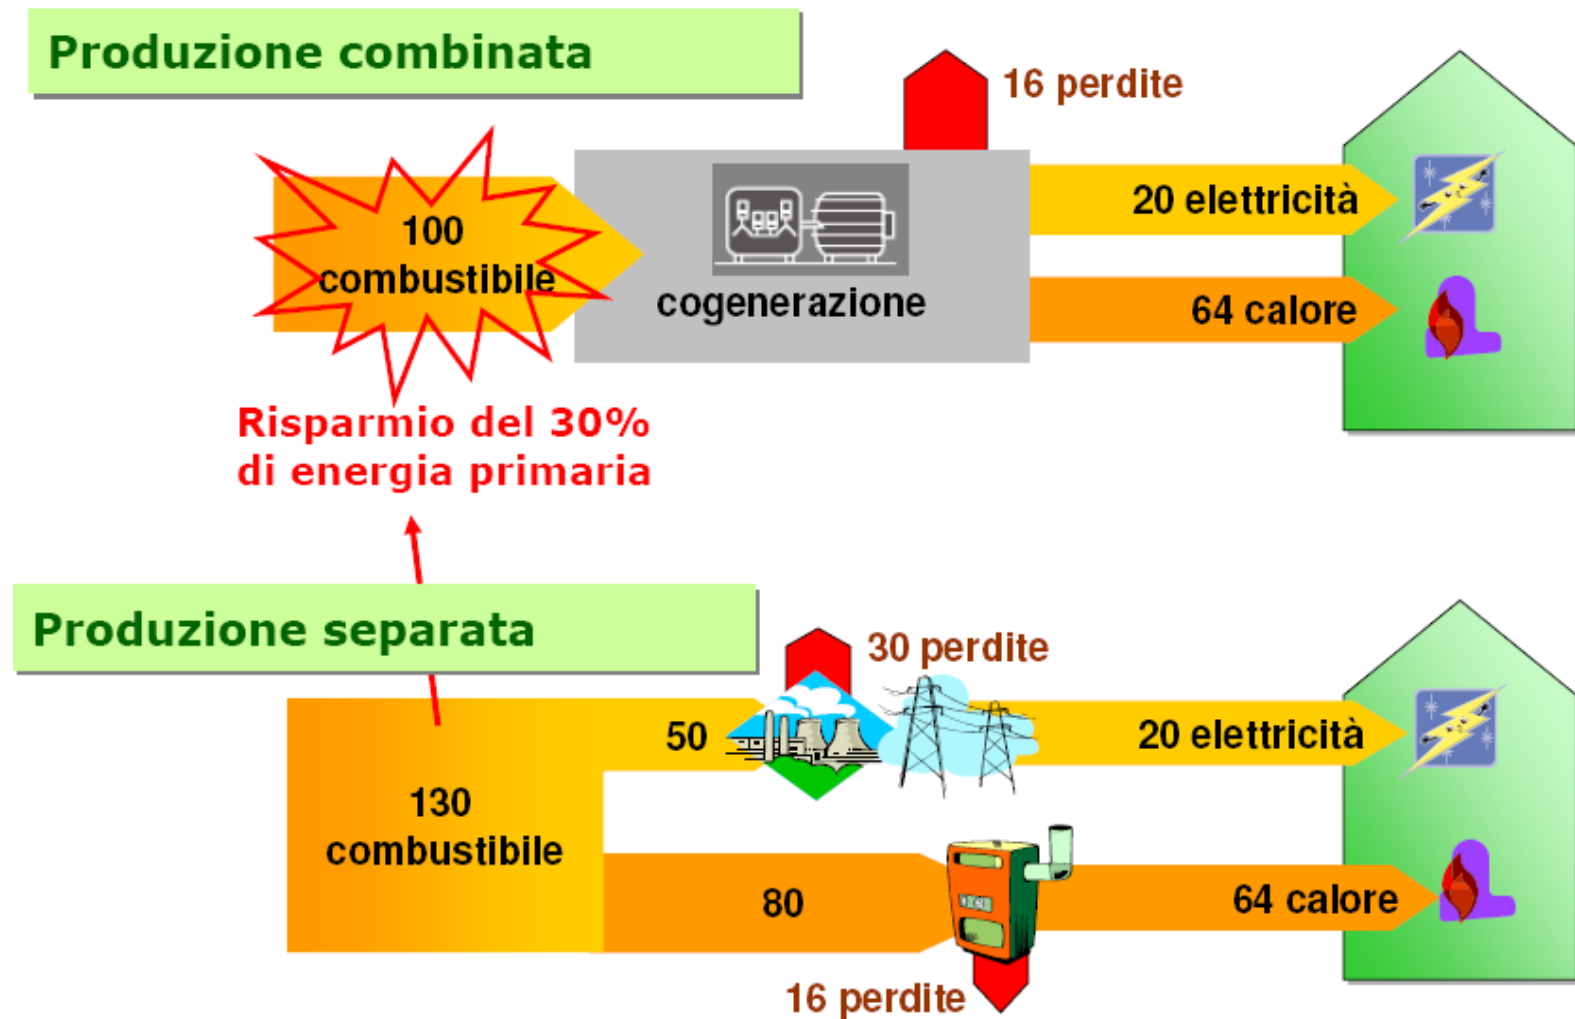 Produzione combinata
16 perdite
100
combustibile
cogenerazione
20 elettricità
64 calore
Risparmio del 30%
di energia primaria
Produzione separata
30 perdite
50
20 elettricità
130
combustibile
80
64 calore
16 perdite